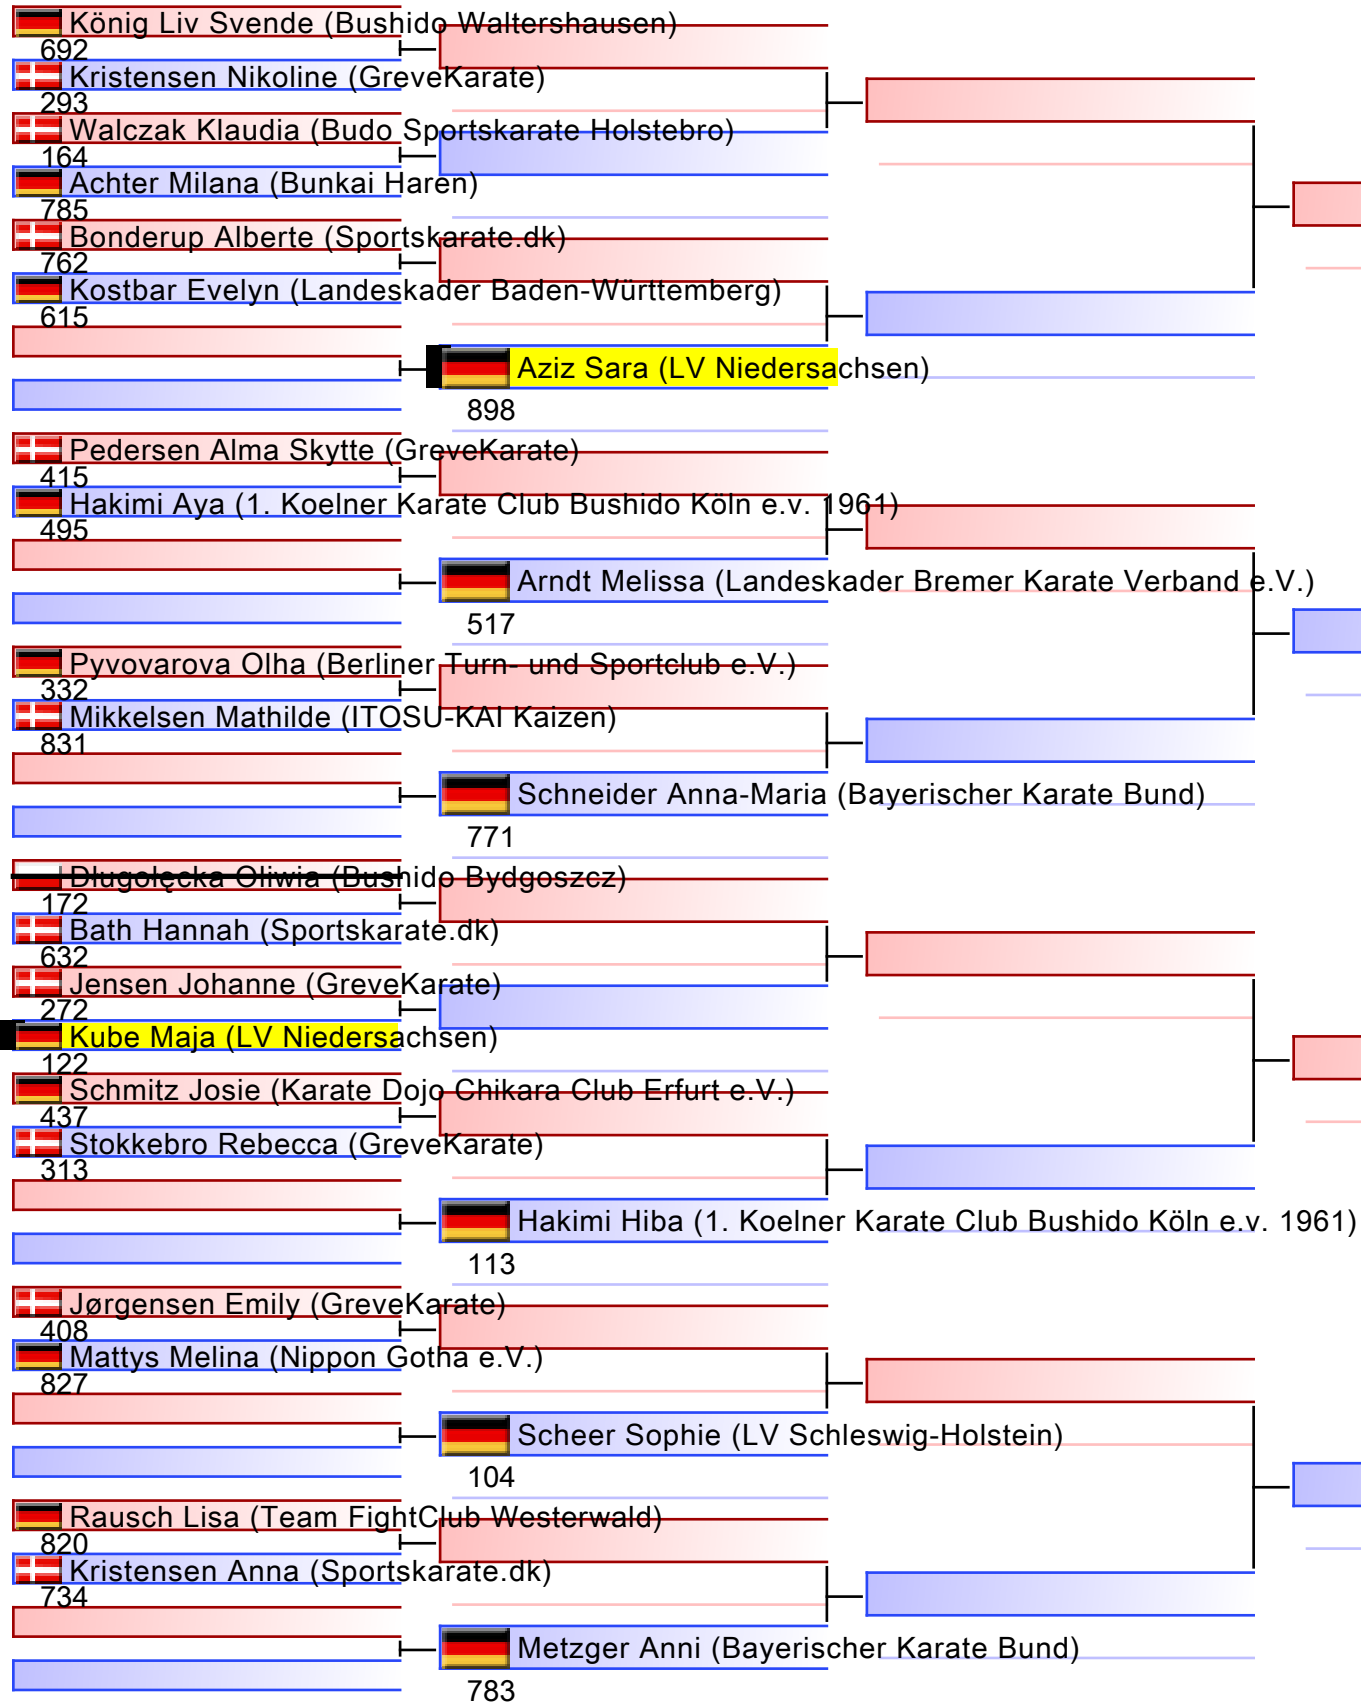 König Liv Svende (Bushido Waltershausen)
692
Kristensen Nikoline (GreveKarate)
293
Walczak Klaudia (Budo Sportskarate Holstebro)
164
Achter Milana (Bunkai Haren)
785
Bonderup Alberte (Sportskarate.dk)
762
Kostbar Evelyn (Landeskader Baden-Württemberg)
615
Aziz Sara (LV Niedersachsen)
898
Pedersen Alma Skytte (GreveKarate)
415
Hakimi Aya (1. Koelner Karate Club Bushido Köln e.v. 1961)
495
Arndt Melissa (Landeskader Bremer Karate Verband e.V.)
517
Pyvovarova Olha (Berliner Turn- und Sportclub e.V.)
332
Mikkelsen Mathilde (ITOSU-KAI Kaizen)
831
Schneider Anna-Maria (Bayerischer Karate Bund)
771
Długołęcka Oliwia (Bushido Bydgoszcz)
172
Bath Hannah (Sportskarate.dk)
632
Jensen Johanne (GreveKarate)
272
Kube Maja (LV Niedersachsen)
122
Schmitz Josie (Karate Dojo Chikara Club Erfurt e.V.)
437
Stokkebro Rebecca (GreveKarate)
313
Hakimi Hiba (1. Koelner Karate Club Bushido Köln e.v. 1961)
113
Jørgensen Emily (GreveKarate)
408
Mattys Melina (Nippon Gotha e.V.)
827
Scheer Sophie (LV Schleswig-Holstein)
104
Rausch Lisa (Team FightClub Westerwald)
820
Kristensen Anna (Sportskarate.dk)
734
Metzger Anni (Bayerischer Karate Bund)
783